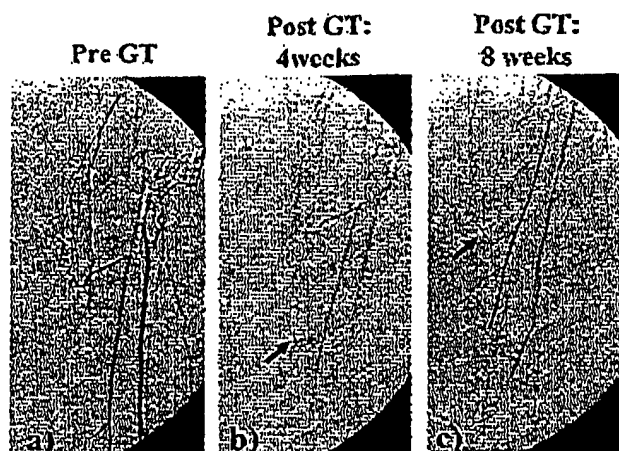 Pre GT
Post GT:
4weeks
Post GT:
8 weeks
a)
b)
c)